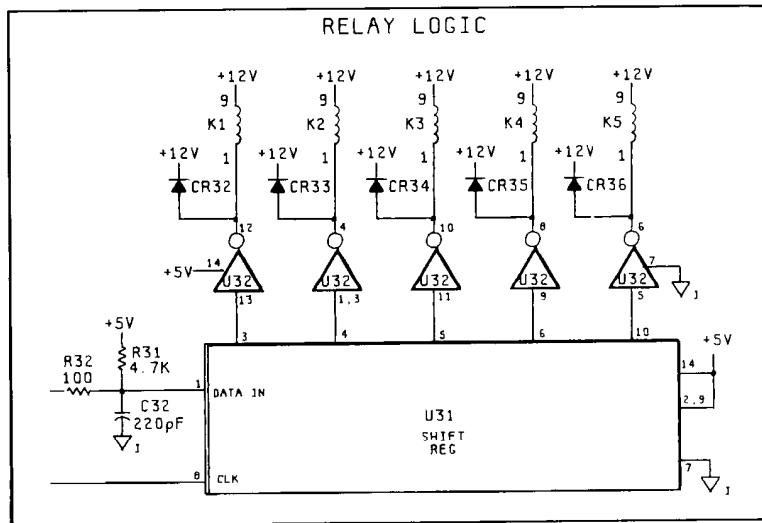 RELAY LOGIC
+12V +12V +12V +12V +12V
9 9 9 9 9
K1 K2 K3 K4 K5
1 1 1 1 1
+12V +12V +12V +12V +12V
CR32 CR33 CR34 CR35 CR36
12 4 10 8 6
+5V 14 U32 U32 U32 U32 U32 7
13 1,3 11 9 5
J
3 4 5 6 10
+5V
R32 R31
100 4.7K
1 DATA IN
C32
220pF
J
8 CLK
U31
SHIFT
REG
+5V
14
2,9
7
J